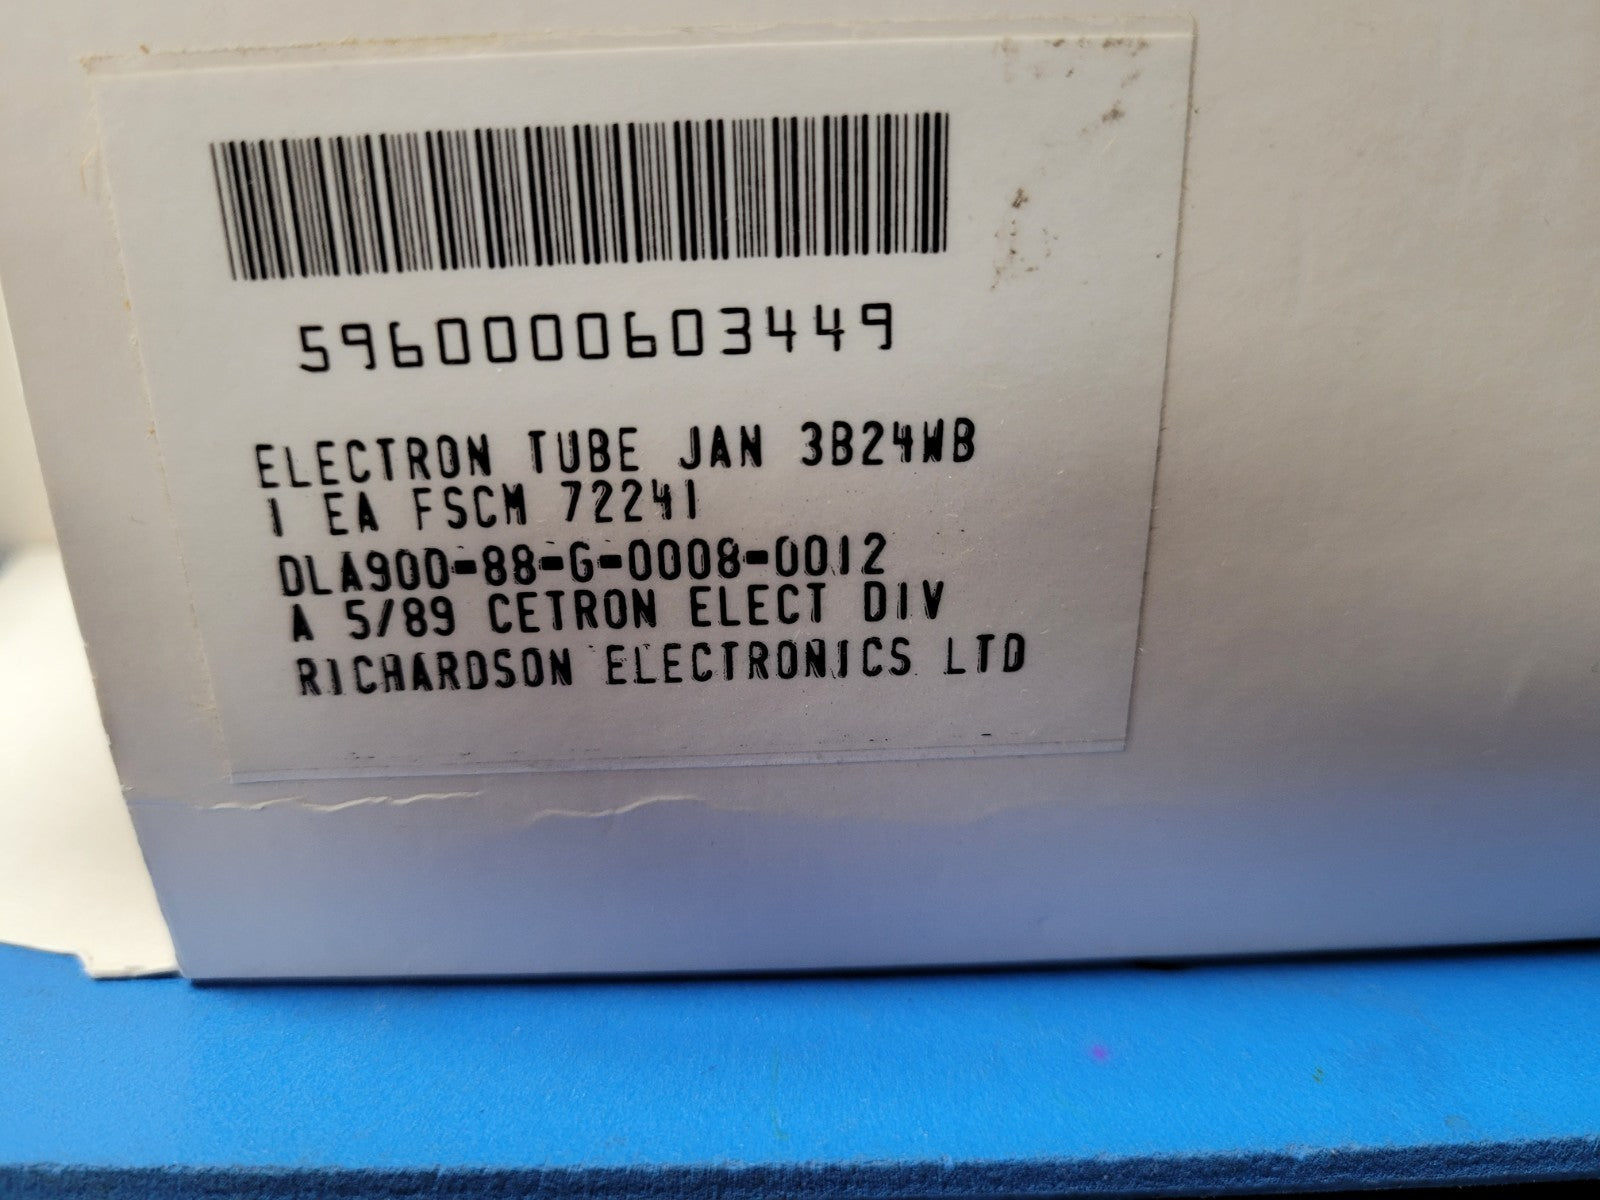 5960000603449
ELECTRON TUBE JAN 3B24WB
1 EA FSCM 72241
DLA900-88-G-0008-0012
A 5/89 CETRON ELECT DIV
RICHARDSON ELECTRONICS LTD